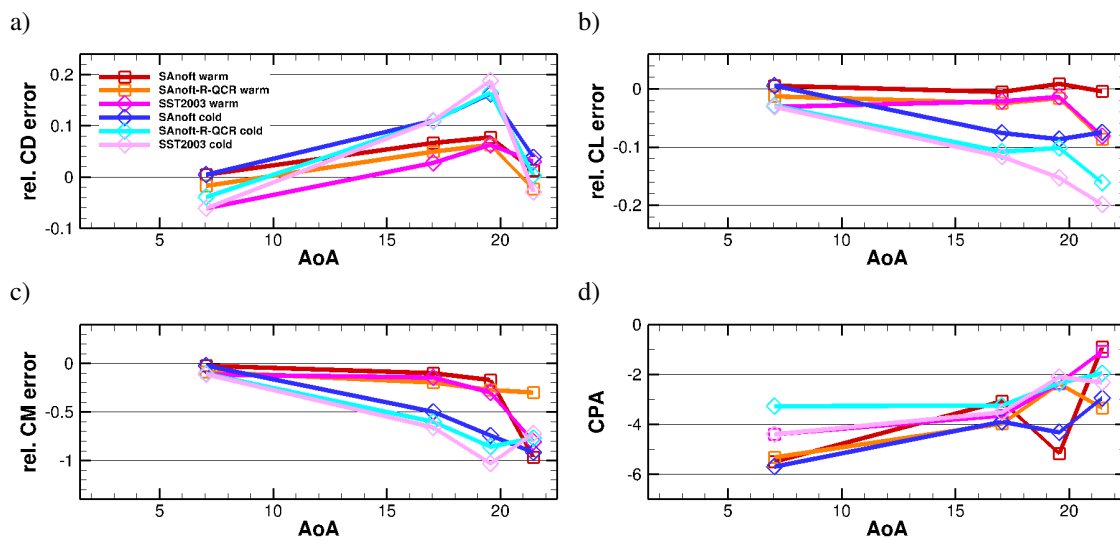 a)
b)
0.2
0.1
0
-0.1
rel. CD error
SAnoft warm
SAnoft-R-QCR warm
SST2003 warm
SAnoft cold
SAnoft-R-QCR cold
SST2003 cold
5
10
15
20
AoA
0
-0.1
-0.2
rel. CL error
5
10
15
20
AoA
c)
d)
0
-0.5
-1
rel. CM error
5
10
15
20
AoA
0
-2
-4
-6
CPA
5
10
15
20
AoA